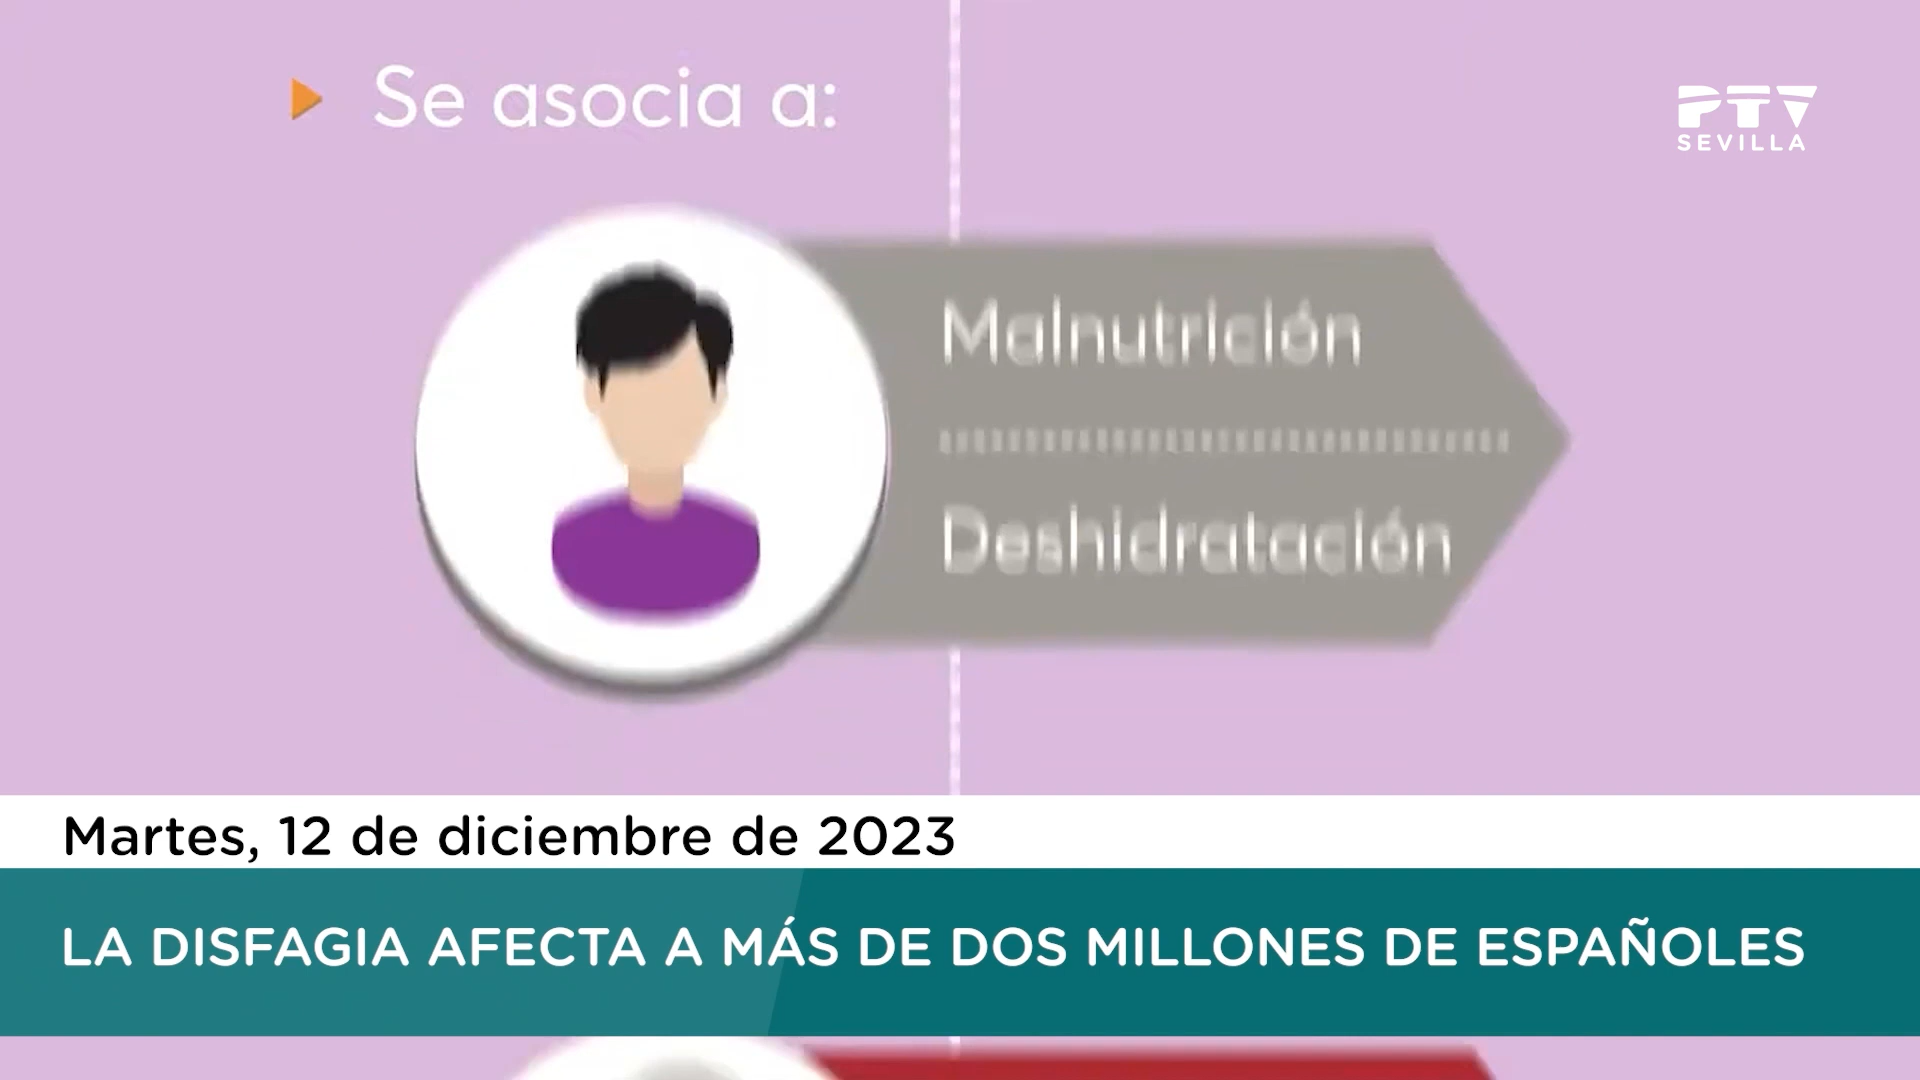 Se asocia a:
PTV
SEVILLA
Malnutrición
Deshidratación
Martes, 12 de diciembre de 2023
LA DISFAGIA AFECTA A MÁS DE DOS MILLONES DE ESPAÑOLES